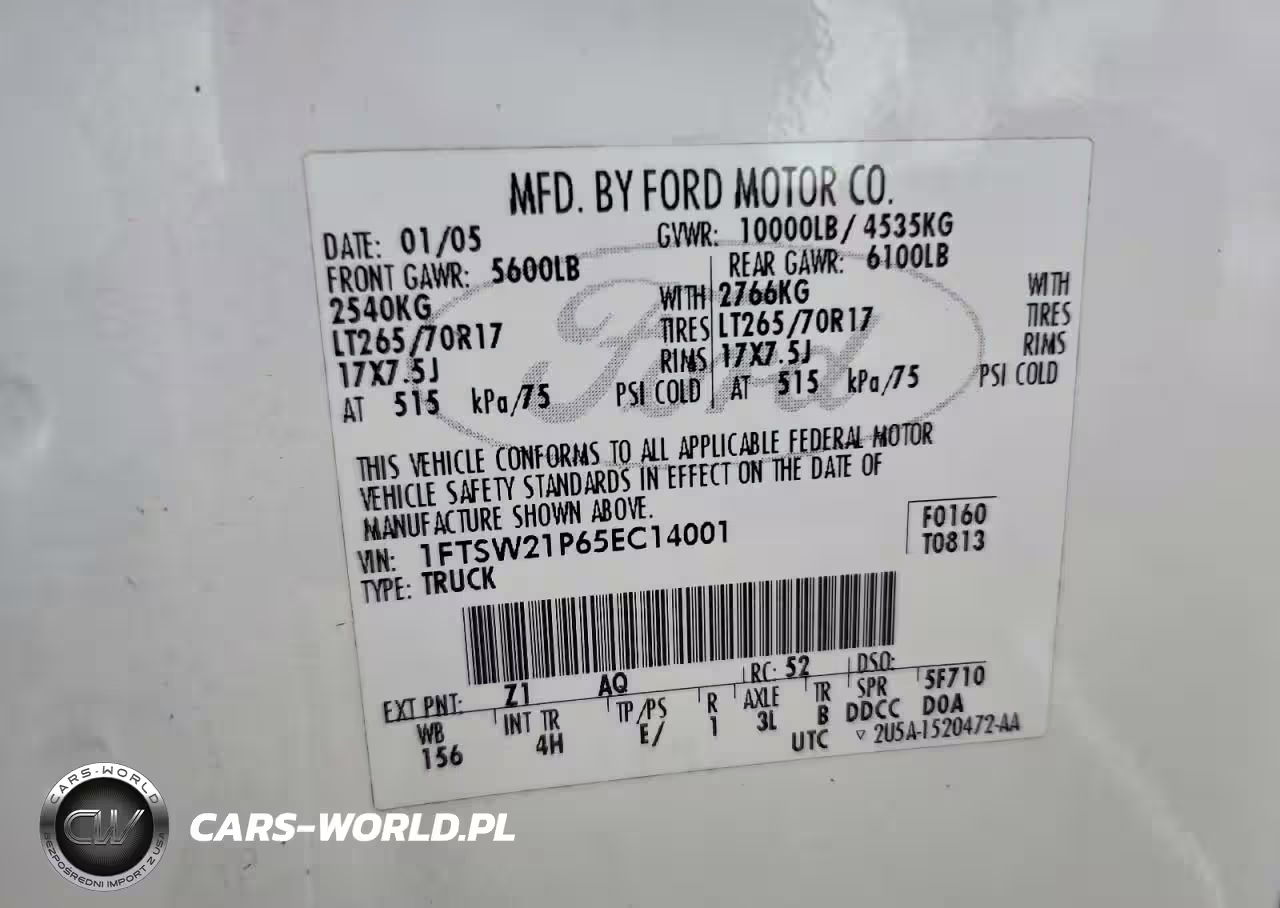 MFD. BY FORD MOTOR CO.
DATE: 01/05 GVWR: 10000LB/ 4535KG
FRONT GAWR: 5600LB REAR GAWR: 6100LB
2540KG WITH 2766KG WITH
LT265/70R17 TIRES LT265/70R17 TIRES
17X7.5J RIMS 17X7.5J RIMS
AT 515 kPa/75 PSI COLD AT 515 kPa/75 PSI COLD
Ford
THIS VEHICLE CONFORMS TO ALL APPLICABLE FEDERAL MOTOR
VEHICLE SAFETY STANDARDS IN EFFECT ON THE DATE OF
MANUFACTURE SHOWN ABOVE.
VIN: 1FTSW21P65EC14001
TYPE: TRUCK
F0160
T0813
EXT PNT: Z1 AQ RC: 52 DSO: 5F710
WB INT TR TP/PS R AXLE TR SPR
156 4H E/ 1 3L B DDCC D0A
UTC ▽ 2U5A-1520472-AA
CARS-WORLD
CW
BEZPOŚREDNI IMPORT Z USA
CARS-WORLD.PL